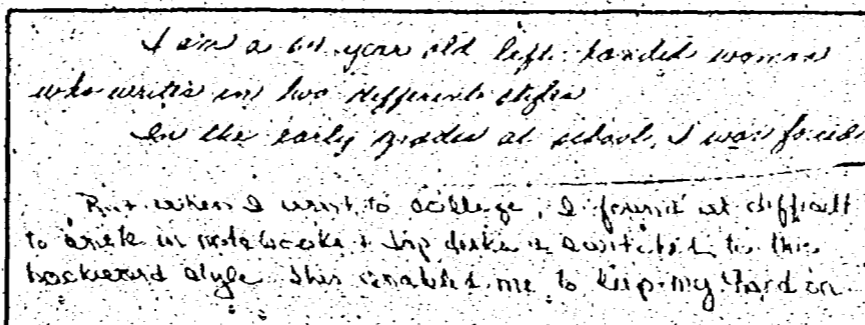 I am a 64 year old left-handed woman
who writes in two different styles
In the early grades at school, I was forced
But when I went to college, I found it difficult
to write in notebooks + lap desks & switched to this
backward style. This enabled me to keep my hand on